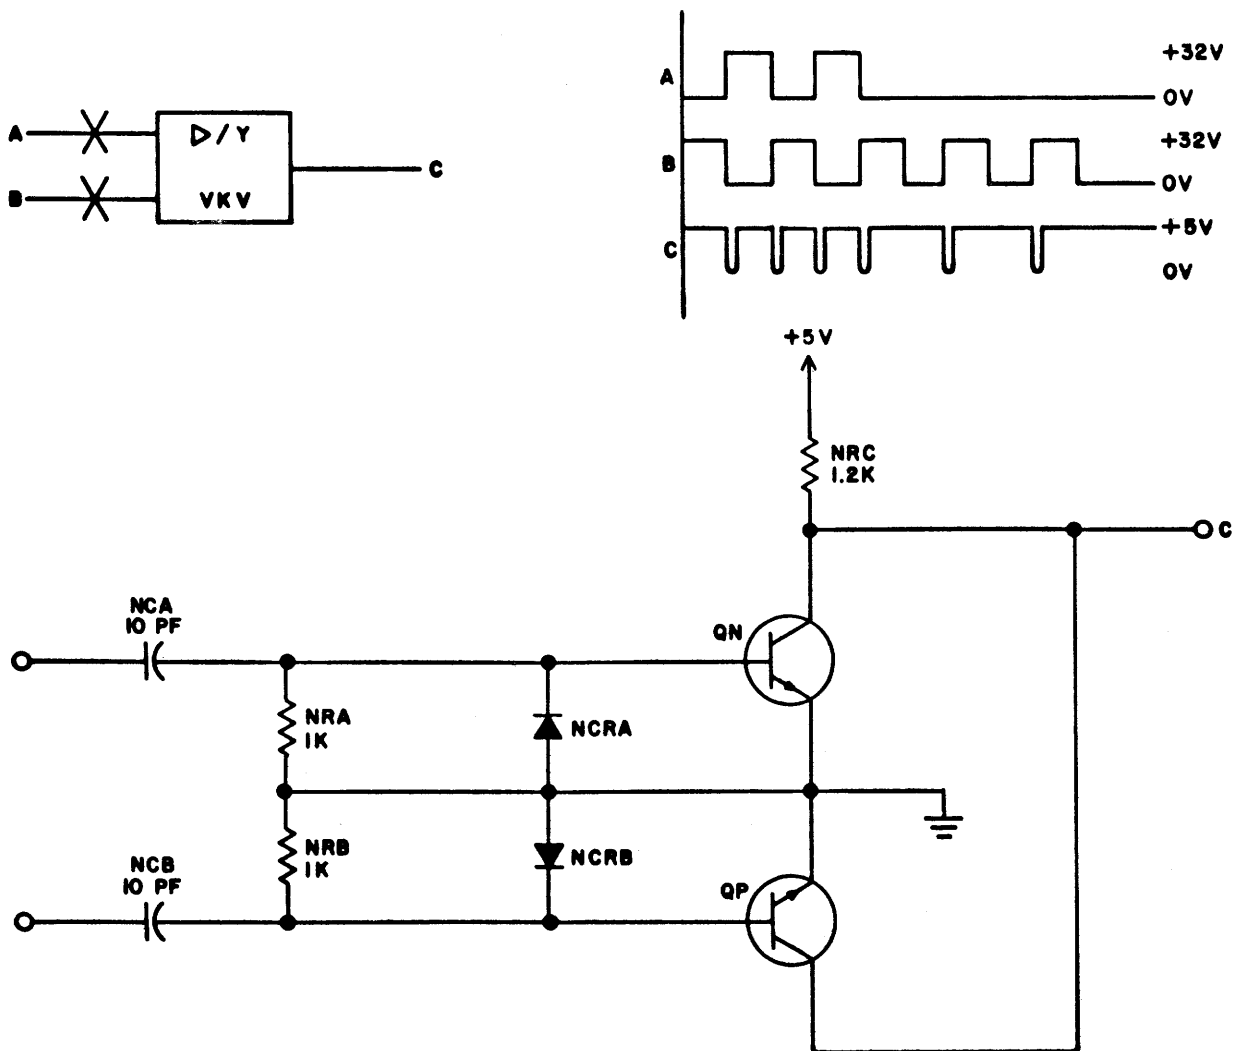 A
B
▷/Y
VKV
C
A
+32V
0V
B
+32V
0V
C
+5V
0V
+5V
NRC
1.2K
C
NCA
10 PF
QN
NRA
1K
NCRA
NRB
1K
NCRB
NCB
10 PF
QP